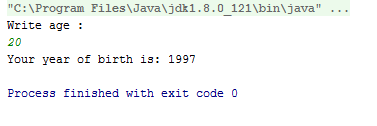 "C:\Program Files\Java\jdk1.8.0_121\bin\java" ...
Write age :
20
Your year of birth is: 1997
Process finished with exit code 0